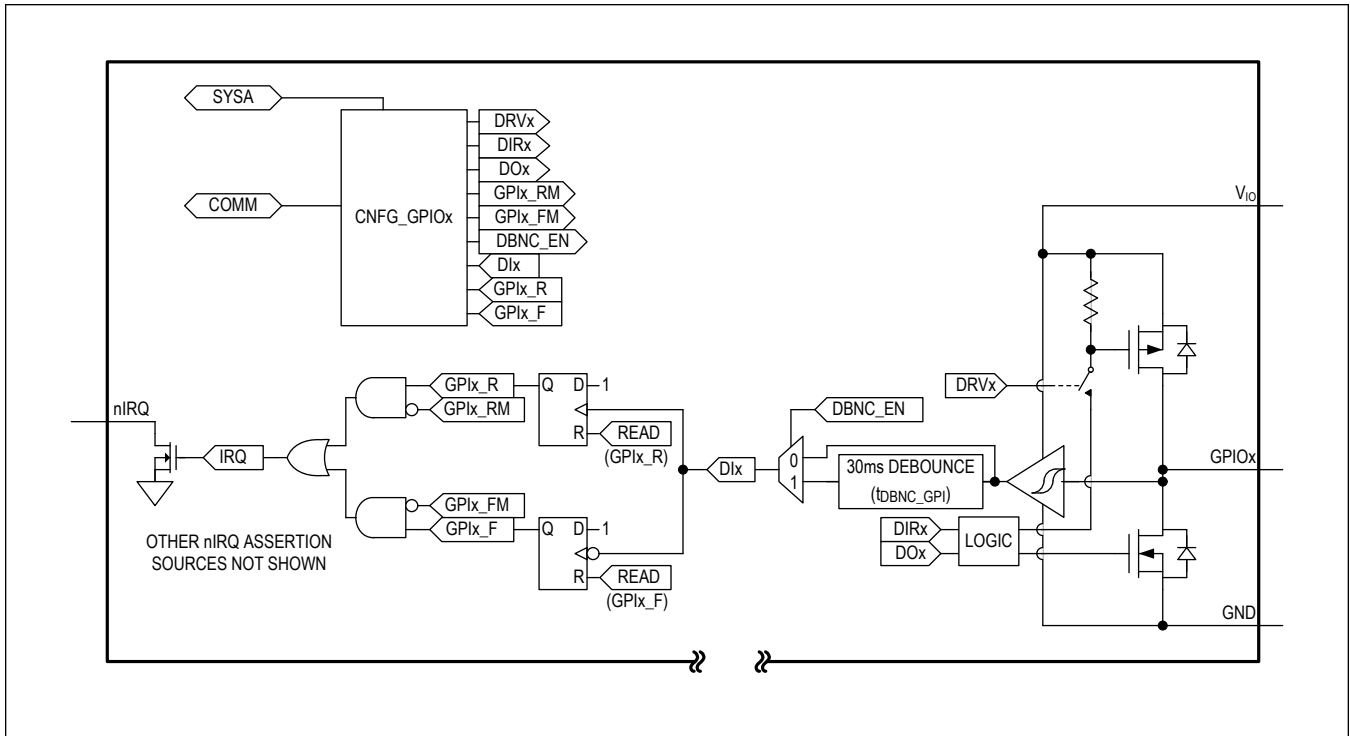 SYSA
COMM
CNFG_GPIOx
DRVx
DIRx
DOx
GPIx_RM
GPIx_FM
DBNC_EN
DIx
GPIx_R
GPIx_F
VIO
nIRQ
IRQ
GPIx_R
GPIx_RM
Q D 1
R READ
(GPIx_R)
GPIx_FM
GPIx_F
Q D 1
R READ
(GPIx_F)
OTHER nIRQ ASSERTION
SOURCES NOT SHOWN
DIx
DBNC_EN
0
1
30ms DEBOUNCE
(tDBNC_GPI)
DRVx
DIRx
DOx
LOGIC
GPIOx
GND